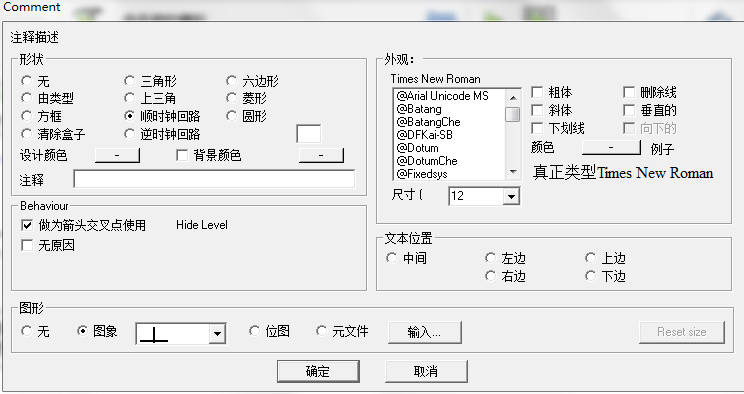 Comment
注释描述
形状
无
三角形
六边形
由类型
上三角
菱形
方框
顺时钟回路
圆形
清除盒子
逆时钟回路
设计颜色
-
背景颜色
-
注释
Behaviour
做为箭头交叉点使用
Hide Level
无原因
外观：
Times New Roman
@Arial Unicode MS
@Batang
@BatangChe
@DFKai-SB
@Dotum
@DotumChe
@Fixedsys
粗体
删除线
斜体
垂直的
下划线
向下的
颜色
-
例子
真正类型Times New Roman
尺寸 (
12
文本位置
中间
左边
上边
右边
下边
图形
无
图象
位图
元文件
输入...
Reset size
确定
取消